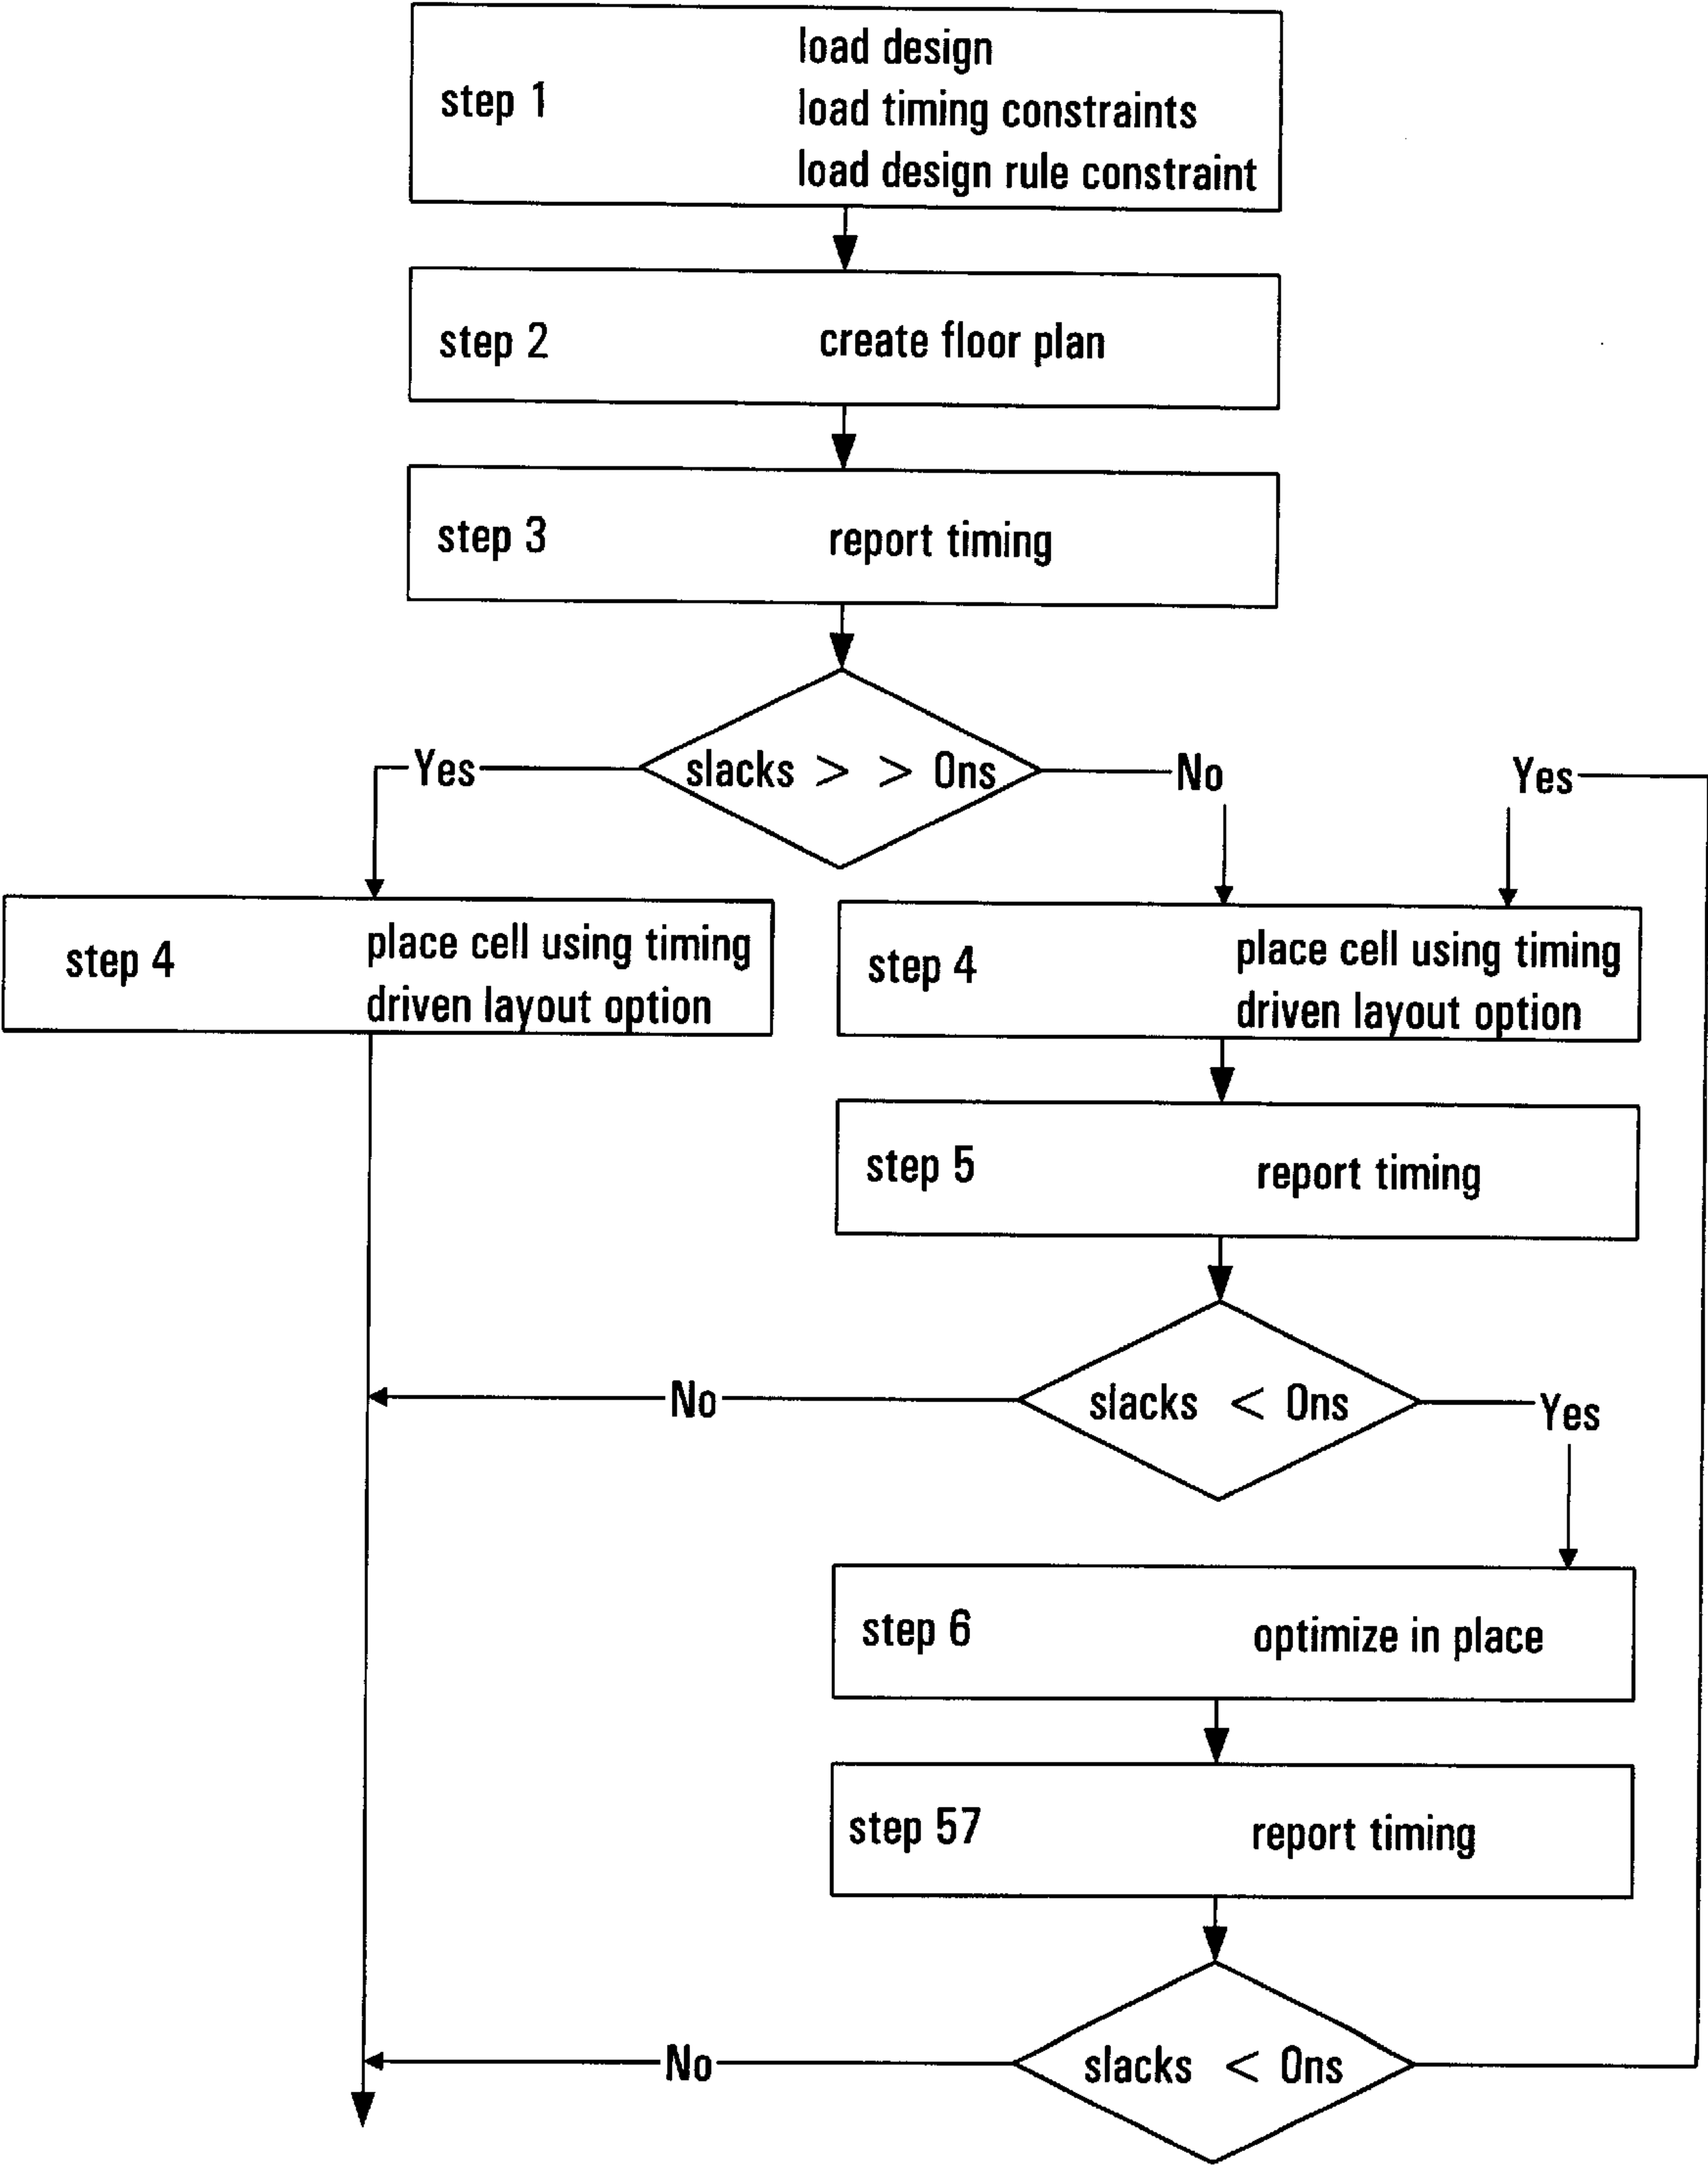 step 1
load design
load timing constraints
load design rule constraint
step 2
create floor plan
step 3
report timing
slacks > > 0ns
Yes
No
Yes
step 4
place cell using timing
driven layout option
step 4
place cell using timing
driven layout option
step 5
report timing
slacks < 0ns
No
Yes
step 6
optimize in place
step 57
report timing
slacks < 0ns
No